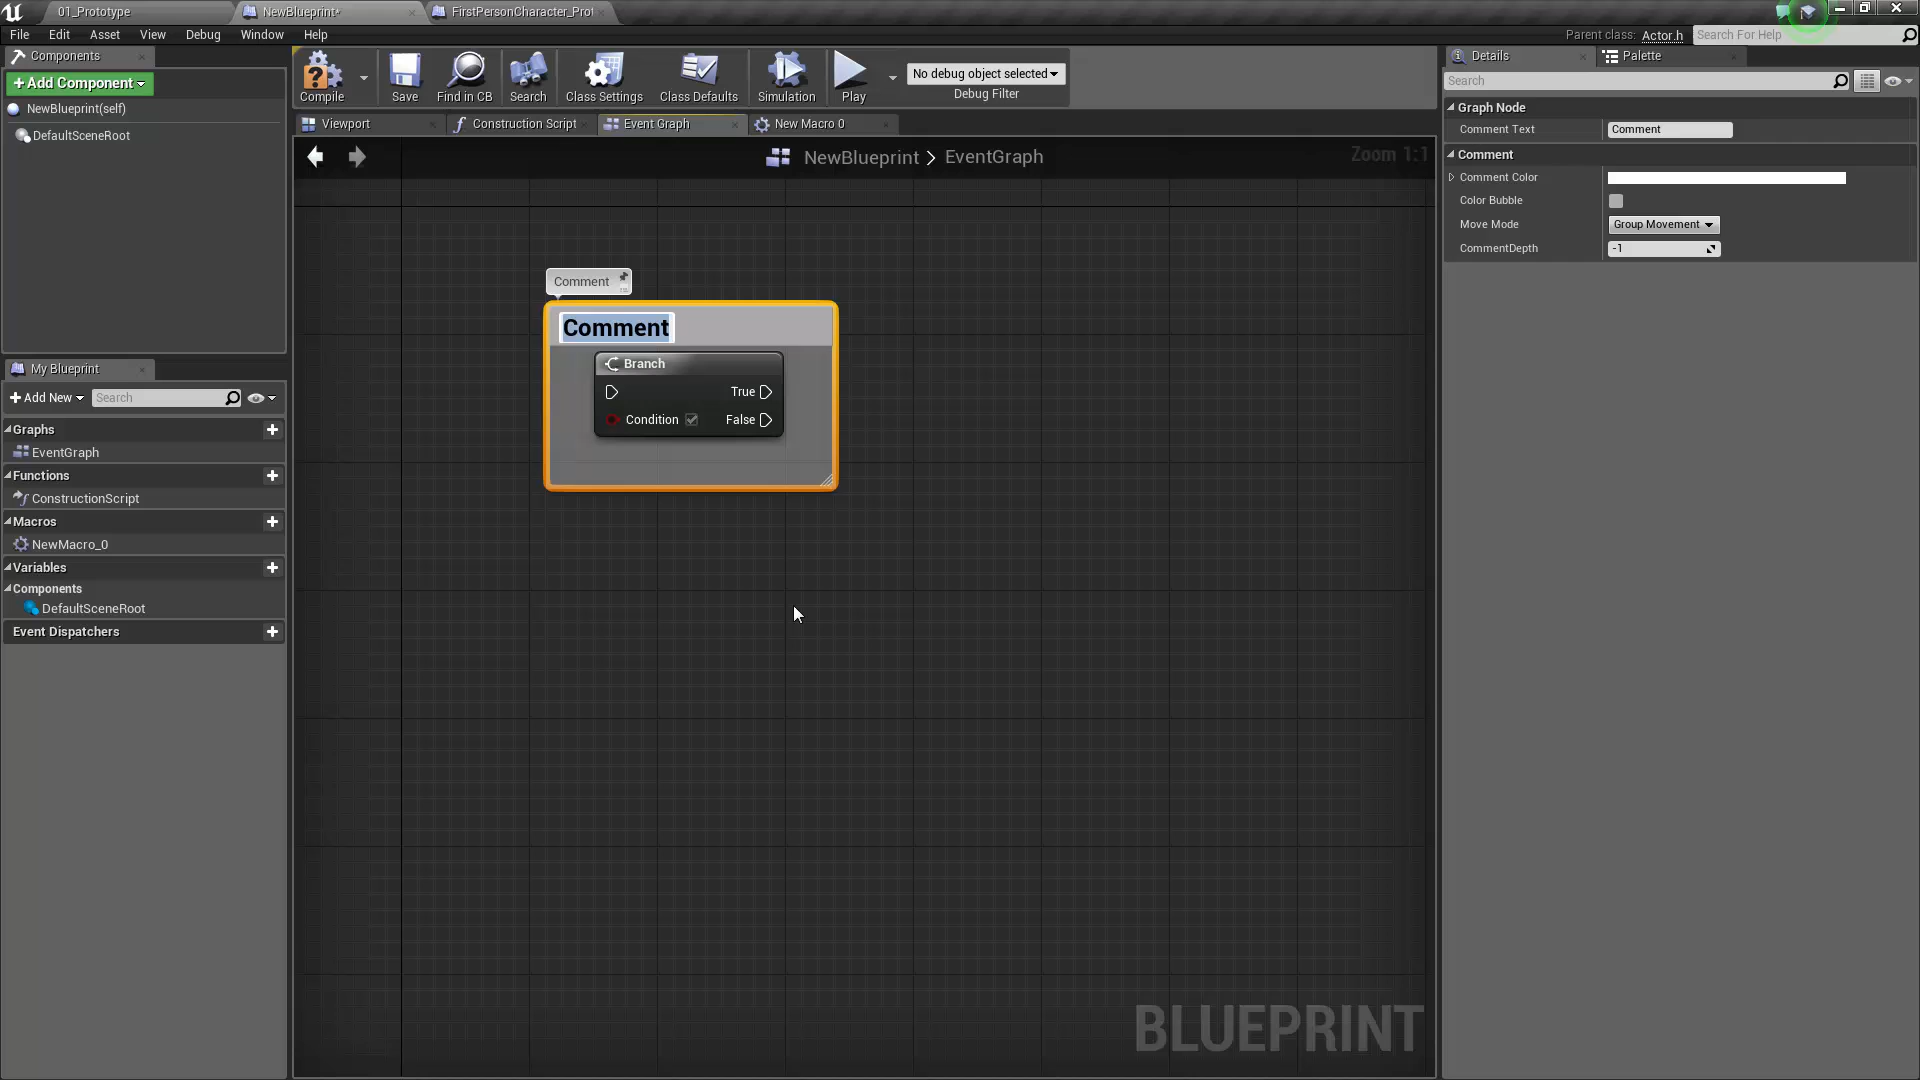 01_Prototype
NewBlueprint*
FirstPersonCharacter_Prot
File Edit Asset View Debug Window Help
Parent class: Actor.h
Search For Help
Components
+Add Component
NewBlueprint(self)
DefaultSceneRoot
Compile
Save
Find in CB
Search
Class Settings
Class Defaults
Simulation
Play
No debug object selected
Debug Filter
Viewport
Construction Script
Event Graph
New Macro 0
NewBlueprint > EventGraph
Zoom 1:1
Comment
Comment
Branch
True
Condition
False
BLUEPRINT
My Blueprint
+Add New
Search
Graphs
EventGraph
Functions
ConstructionScript
Macros
NewMacro_0
Variables
Components
DefaultSceneRoot
Event Dispatchers
Details
Palette
Search
Graph Node
Comment Text Comment
Comment
Comment Color
Color Bubble
Move Mode Group Movement
CommentDepth -1